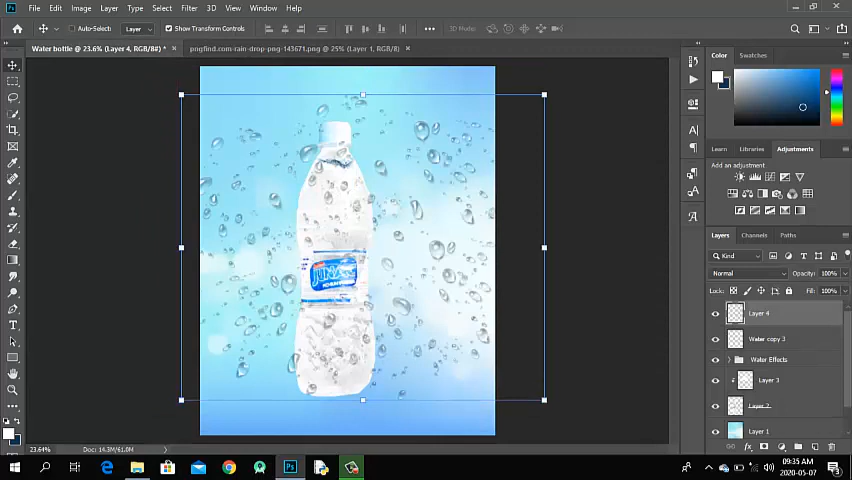 File Edit Image Layer Type Select Filter 3D View Window Help
Auto-Select: Layer Show Transform Controls 3D Mode:
Water bottle @ 23.6% (Layer 4, RGB/8#) * × pngfind.com-rain-drop-png-143671.png @ 25% (Layer 1, RGB/8) ×
Color Swatches
Learn Libraries Adjustments
Add an adjustment
Layers Channels Paths
Kind
Normal Opacity: 100%
Lock: Fill: 100%
Layer 4
Water copy 3
Water Effects
Layer 3
Layer 2
Layer 1
JUNAR
23.64% Doc: 14.3M/61.0M
09:35 AM
2020-05-07